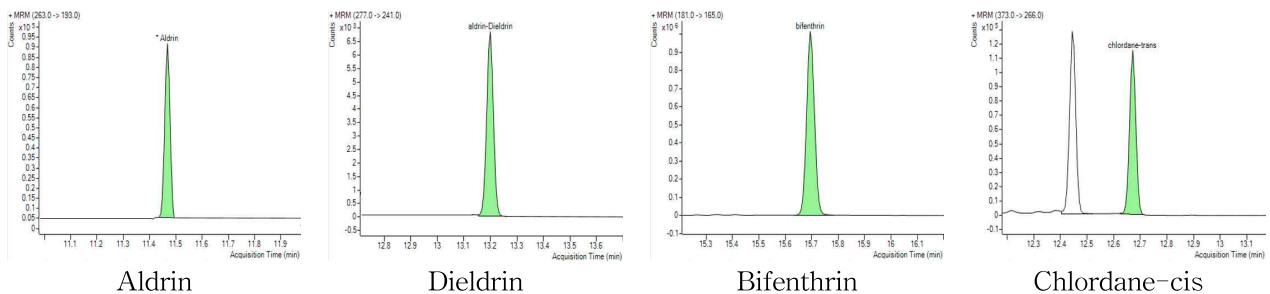 + MRM (263.0 -> 193.0)
Counts
x10⁵
* Aldrin
0.95
0.9
0.85
0.8
0.75
0.7
0.65
0.6
0.55
0.5
0.45
0.4
0.35
0.3
0.25
0.2
0.15
0.1
0.05
0
11.1 11.2 11.3 11.4 11.5 11.6 11.7 11.8 11.9
Acquisition Time (min)
Aldrin
+ MRM (277.0 -> 241.0)
Counts
x10³
aldrin-Dieldrin
6.5
6
5.5
5
4.5
4
3.5
3
2.5
2
1.5
1
0.5
0
-0.5
12.8 12.9 13 13.1 13.2 13.3 13.4 13.5 13.6
Acquisition Time (min)
Dieldrin
+ MRM (181.0 -> 165.0)
Counts
x10⁶
bifenthrin
0.9
0.8
0.7
0.6
0.5
0.4
0.3
0.2
0.1
0
-0.1
15.3 15.4 15.5 15.6 15.7 15.8 15.9 16 16.1
Acquisition Time (min)
Bifenthrin
+ MRM (373.0 -> 266.0)
Counts
x10⁵
chlordane-trans
1.2
1.1
1
0.9
0.8
0.7
0.6
0.5
0.4
0.3
0.2
0.1
0
-0.1
12.3 12.4 12.5 12.6 12.7 12.8 12.9 13 13.1
Acquisition Time (min)
Chlordane-cis